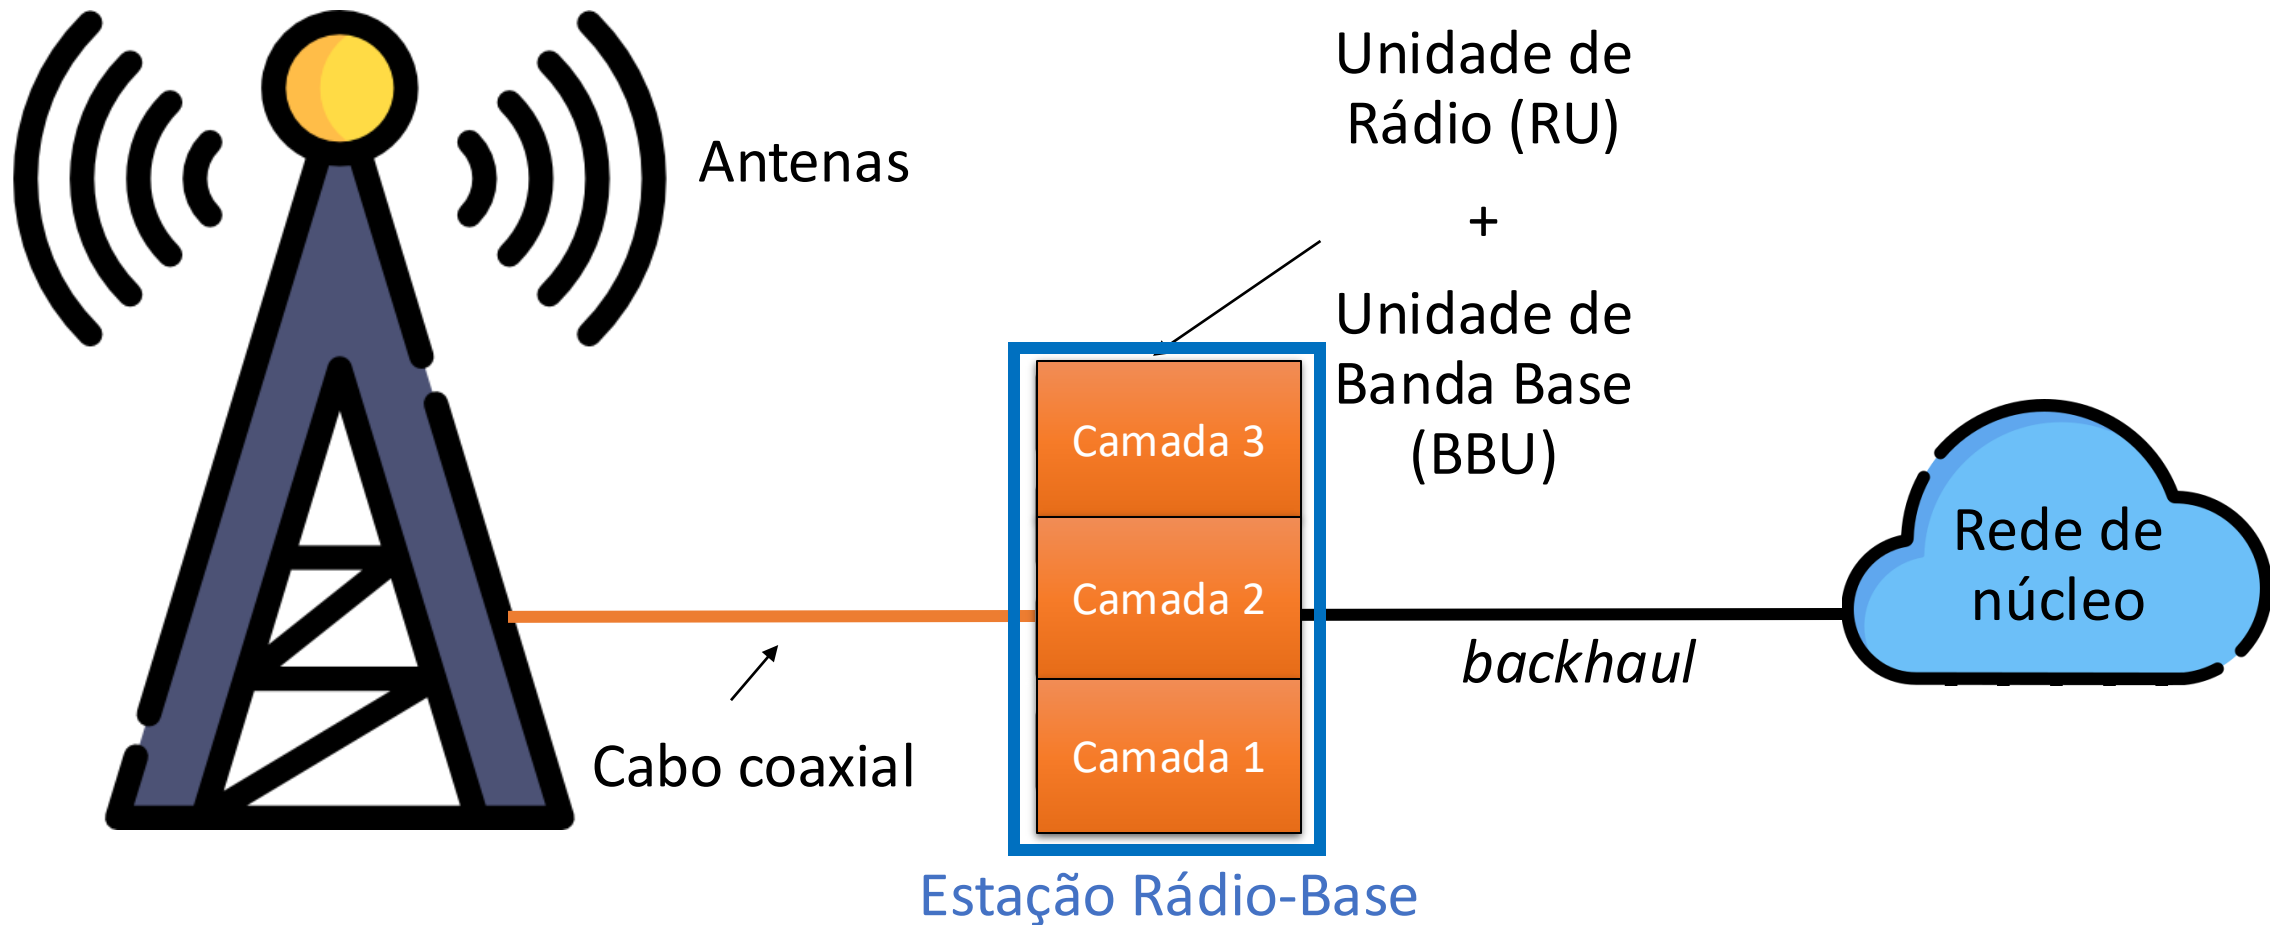 Unidade de
Rádio (RU)
+
Unidade de
Banda Base
(BBU)
Antenas
Camada 3
Camada 2
Camada 1
Cabo coaxial
backhaul
Rede de
núcleo
Estação Rádio-Base